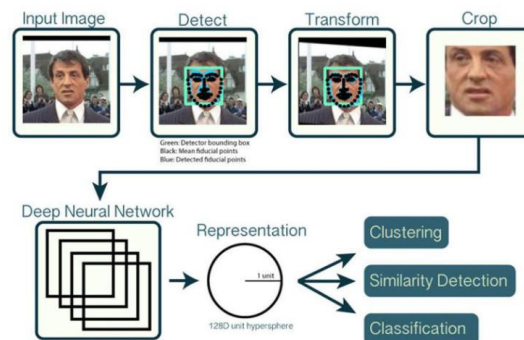 Input Image
Detect
Transform
Crop
Green: Detector bounding box
Black: Mean fiducial points
Blue: Detected fiducial points
Deep Neural Network
Representation
1 unit
128D unit hypersphere
Clustering
Similarity Detection
Classification